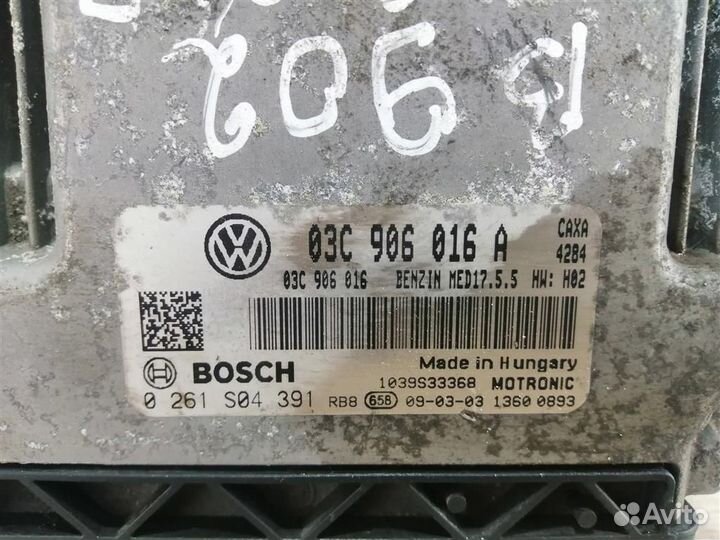 902
03C 906 016 A CAXA
4284
03C 906 016 BENZIN MED17.5.5 HW: H02
BOSCH
Made in Hungary
1039S33368 MOTRONIC
0 261 S04 391 RB8 658 09-03-03 1360 0893
Avito